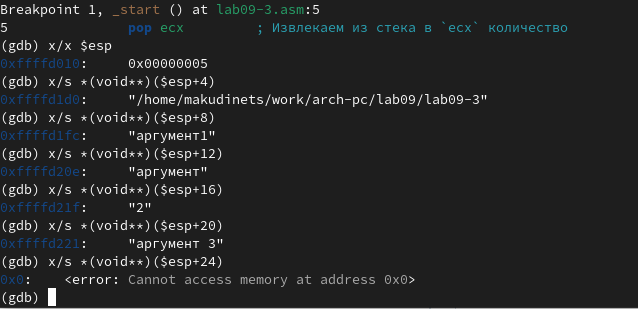 Breakpoint 1, _start () at lab09-3.asm:5
5 pop ecx ; Извлекаем из стека в `ecx` количество
(gdb) x/x $esp
0xffffd010: 0x00000005
(gdb) x/s *(void**)($esp+4)
0xffffd1d0: "/home/makudinets/work/arch-pc/lab09/lab09-3"
(gdb) x/s *(void**)($esp+8)
0xffffd1fc: "аргумент1"
(gdb) x/s *(void**)($esp+12)
0xffffd20e: "аргумент"
(gdb) x/s *(void**)($esp+16)
0xffffd21f: "2"
(gdb) x/s *(void**)($esp+20)
0xffffd221: "аргумент 3"
(gdb) x/s *(void**)($esp+24)
0x0: <error: Cannot access memory at address 0x0>
(gdb)